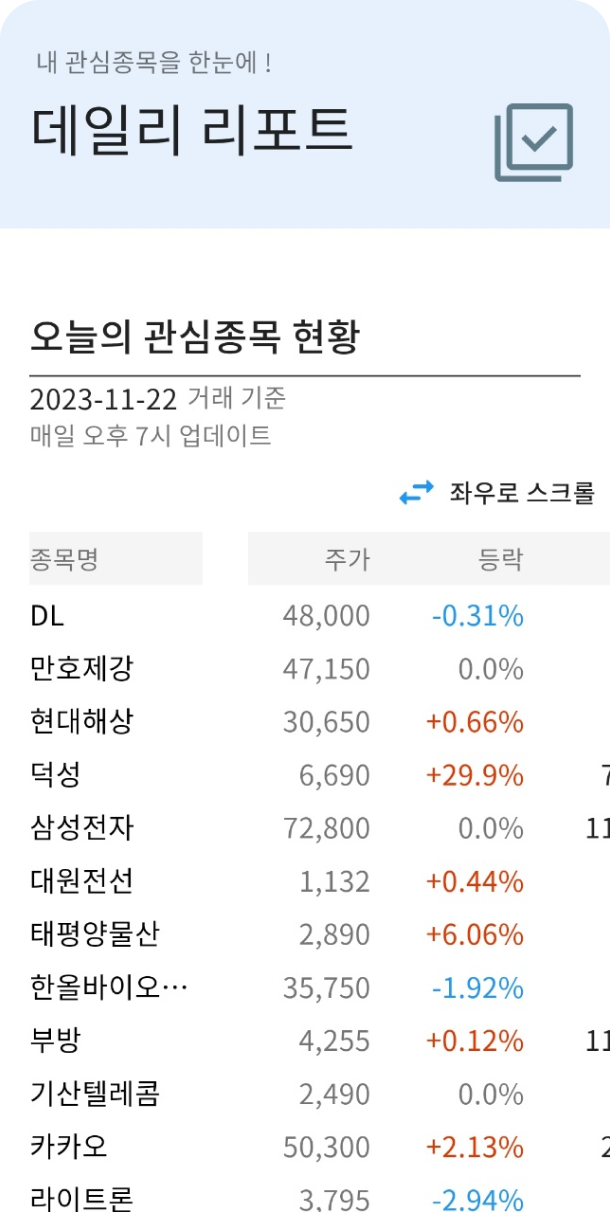 내 관심종목을 한눈에 !
데일리 리포트
오늘의 관심종목 현황
2023-11-22 거래 기준
매일 오후 7시 업데이트
좌우로 스크롤
종목명 주가 등락
DL 48,000 -0.31%
만호제강 47,150 0.0%
현대해상 30,650 +0.66%
덕성 6,690 +29.9%
삼성전자 72,800 0.0%
대원전선 1,132 +0.44%
태평양물산 2,890 +6.06%
한올바이오… 35,750 -1.92%
부방 4,255 +0.12%
기산텔레콤 2,490 0.0%
카카오 50,300 +2.13%
라이트론 3,795 -2.94%